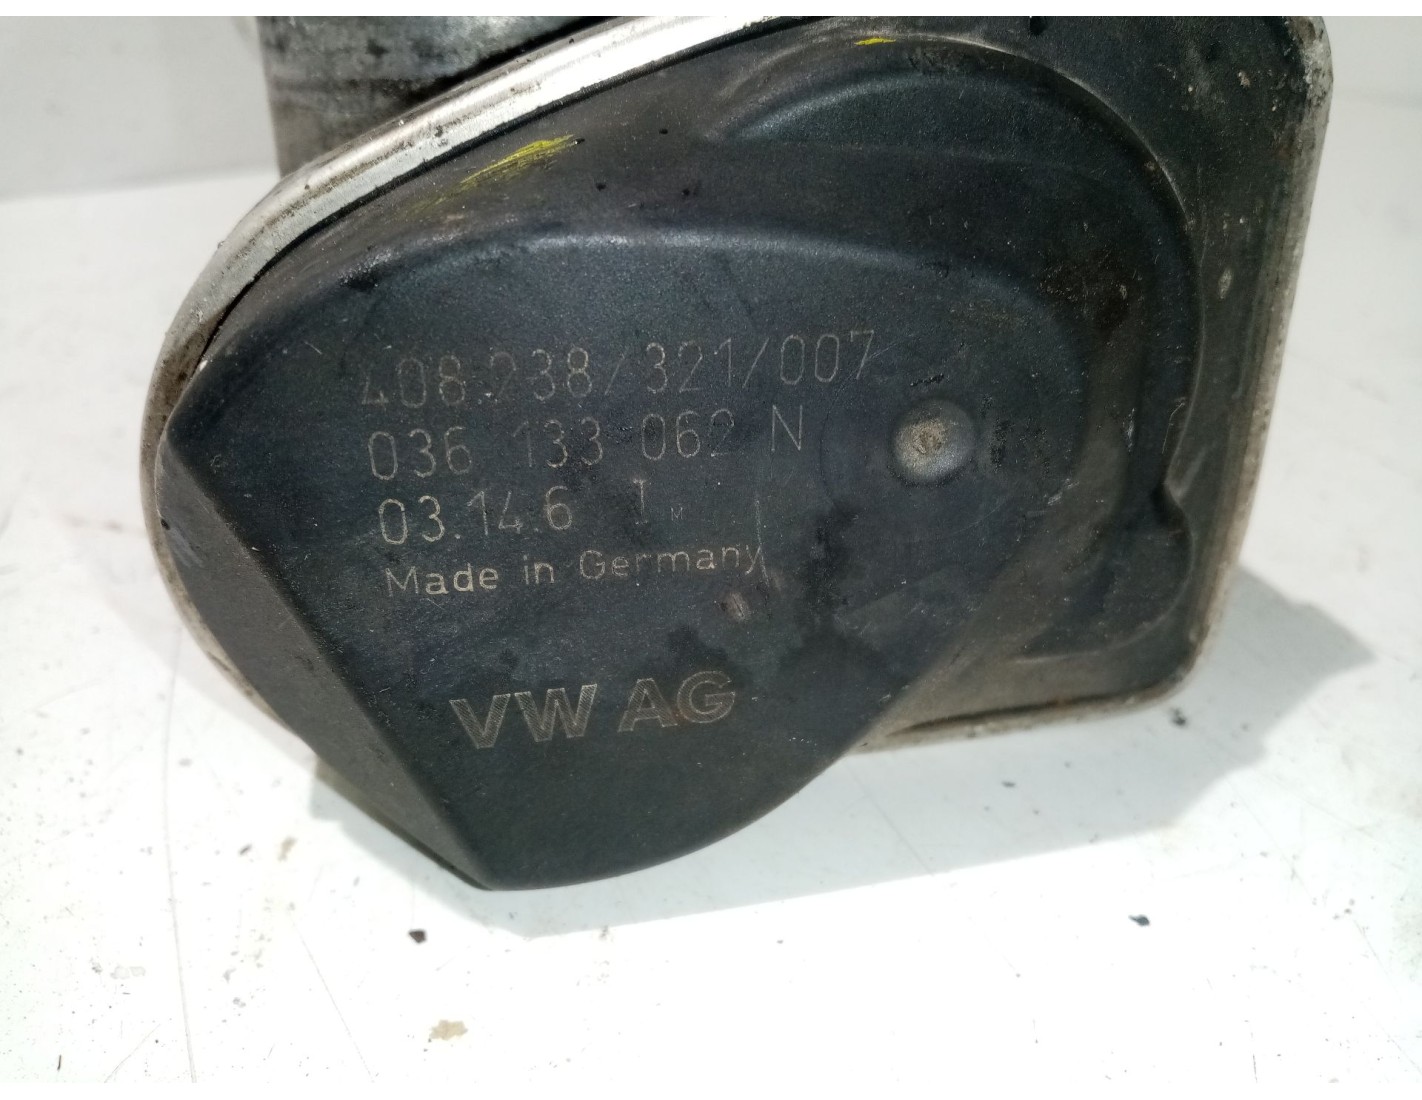 408.238/321/007
036 133 062 N
03.14.6 I M
Made in Germany
VW AG